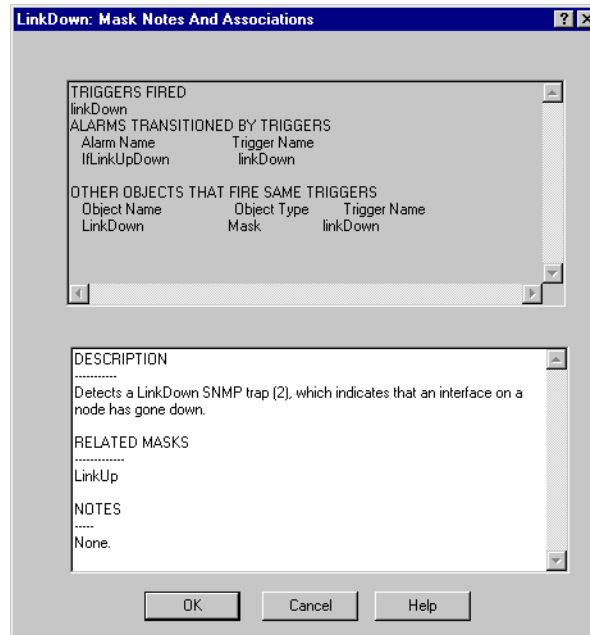 LinkDown: Mask Notes And Associations
TRIGGERS FIRED
linkDown
ALARMS TRANSITIONED BY TRIGGERS
Alarm Name Trigger Name
IfLinkUpDown linkDown
OTHER OBJECTS THAT FIRE SAME TRIGGERS
Object Name Object Type Trigger Name
LinkDown Mask linkDown
DESCRIPTION
-----------
Detects a LinkDown SNMP trap (2), which indicates that an interface on a
node has gone down.
RELATED MASKS
-------------
LinkUp
NOTES
-----
None.
OK Cancel Help